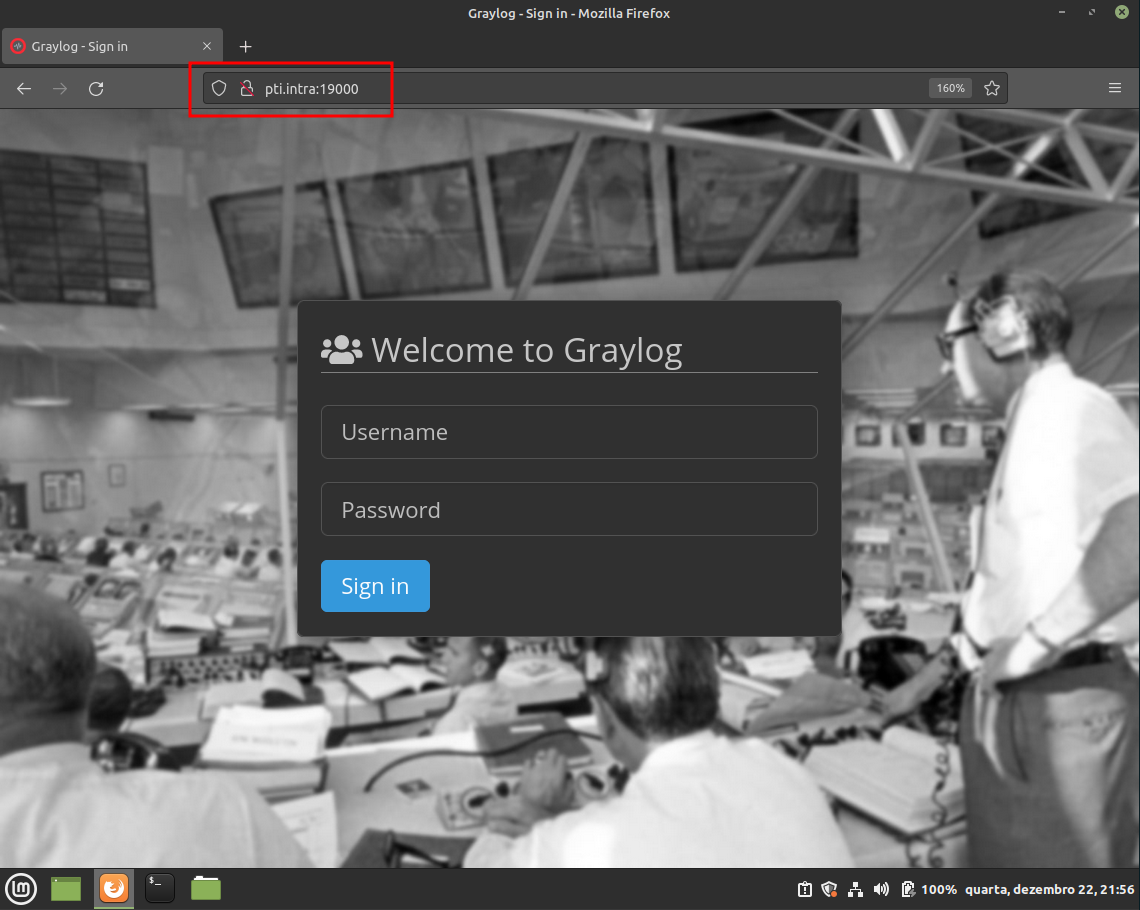 Graylog - Sign in - Mozilla Firefox
Graylog - Sign in
pti.intra:19000
160%
Welcome to Graylog
Username
Password
Sign in
$_
lm
100% quarta, dezembro 22, 21:56